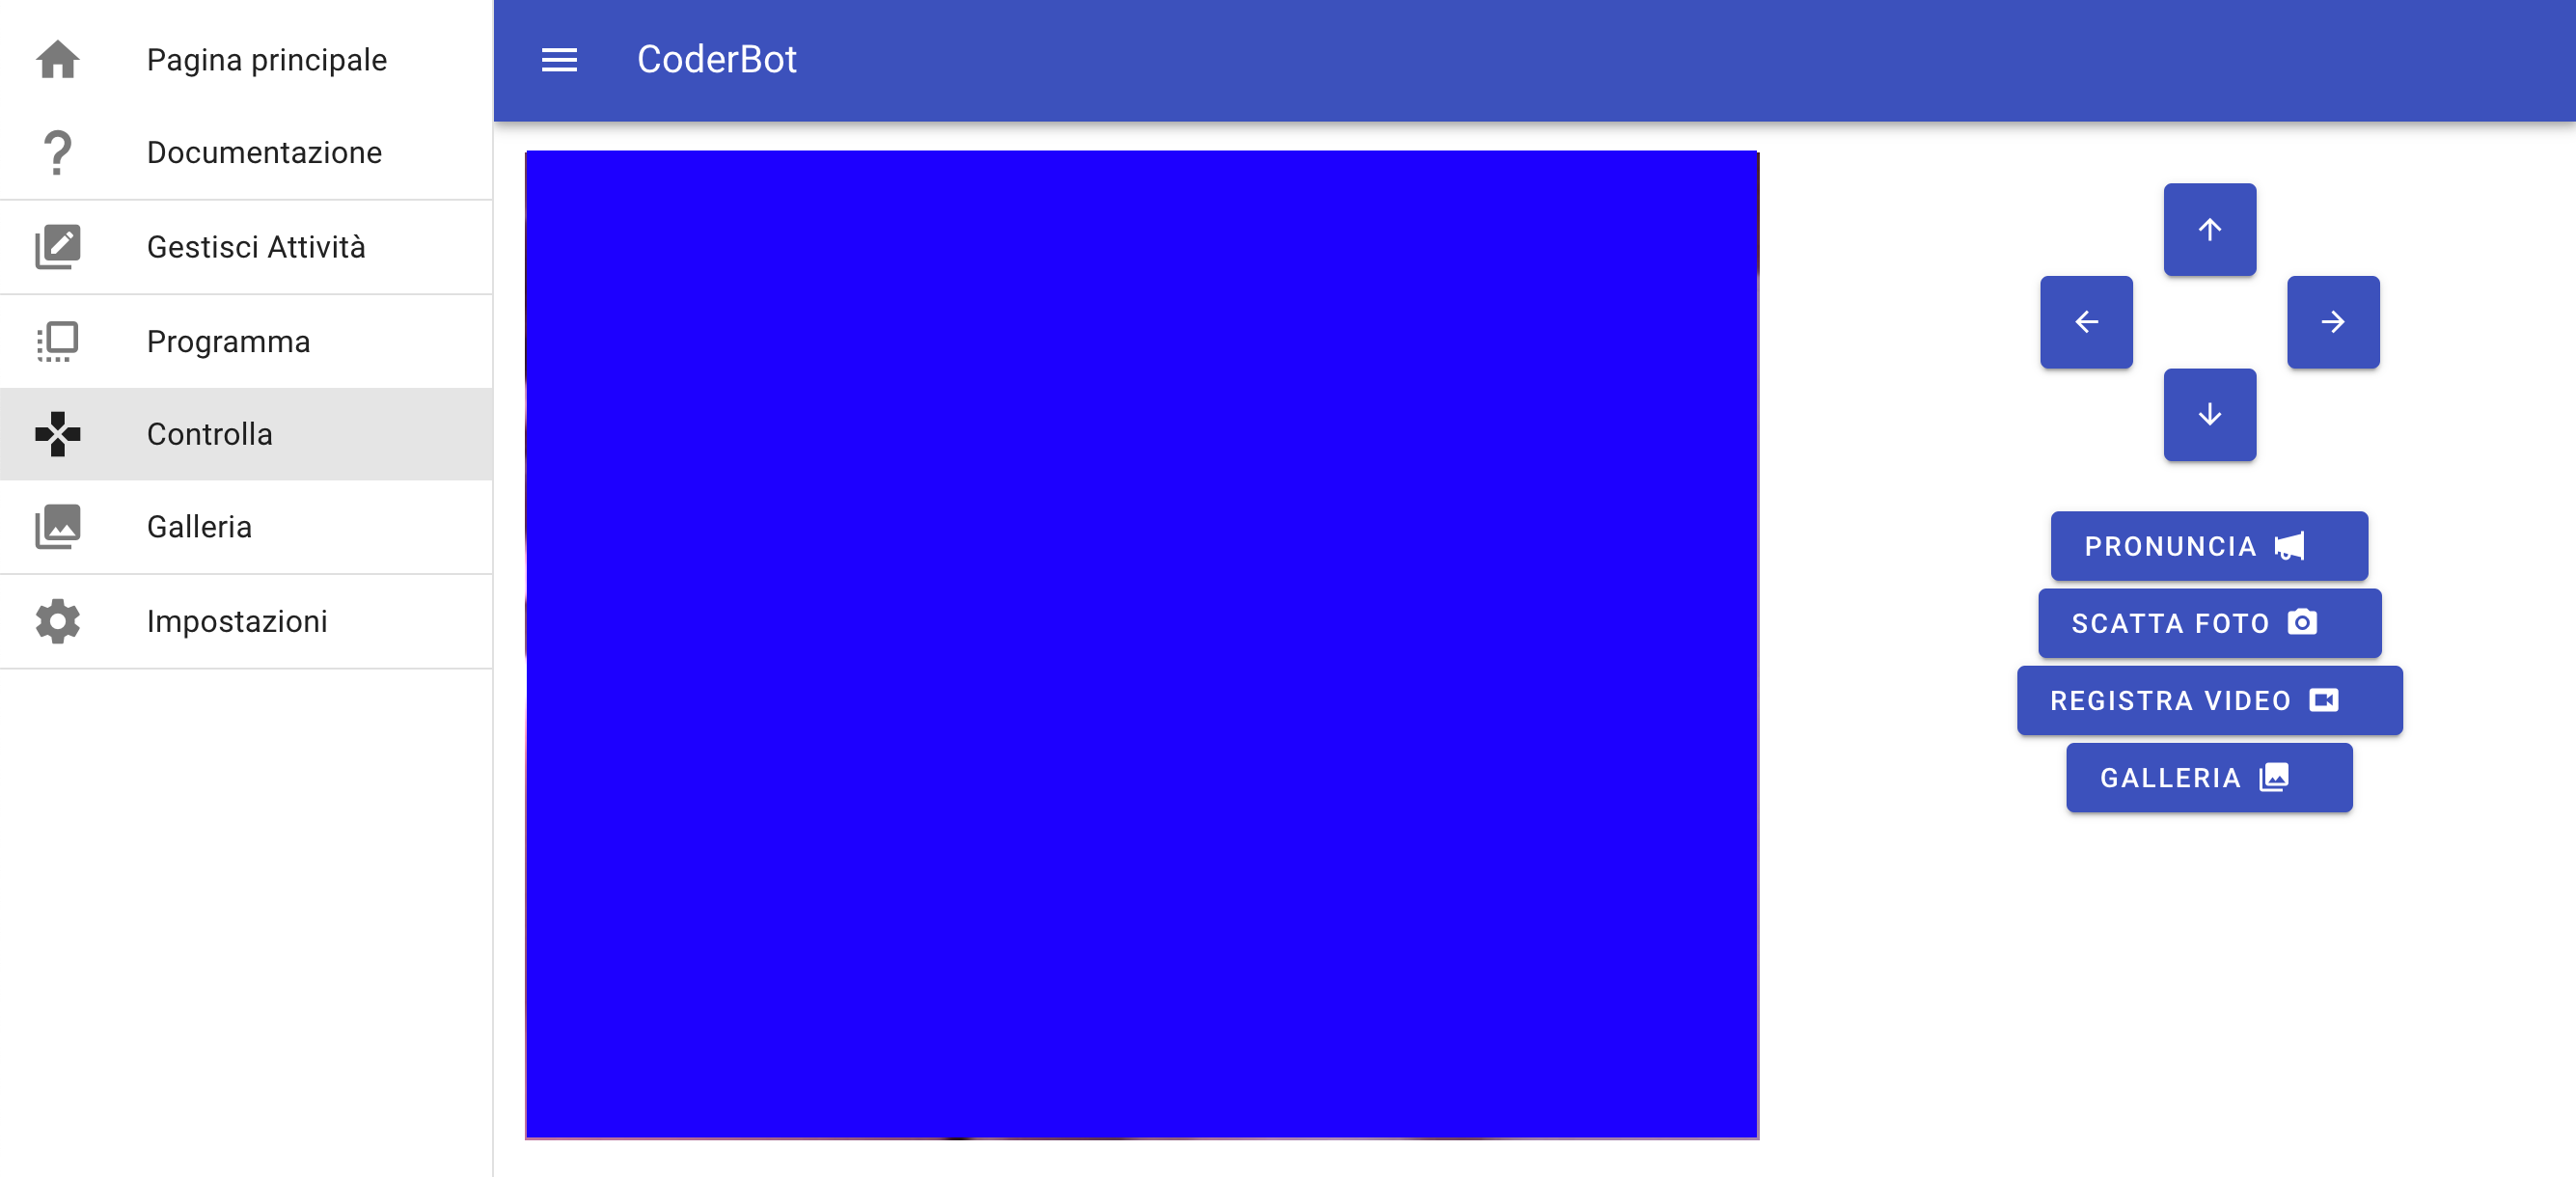 Pagina principale
Documentazione
Gestisci Attività
Programma
Controlla
Galleria
Impostazioni
CoderBot
PRONUNCIA
SCATTA FOTO
REGISTRA VIDEO
GALLERIA